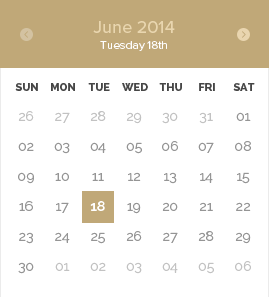 June 2014
Tuesday 18th
SUN MON TUE WED THU FRI SAT
26 27 28 29 30 31 01
02 03 04 05 06 07 08
09 10 11 12 13 14 15
16 17 18 19 20 21 22
23 24 25 26 27 28 29
30 01 02 03 04 05 06